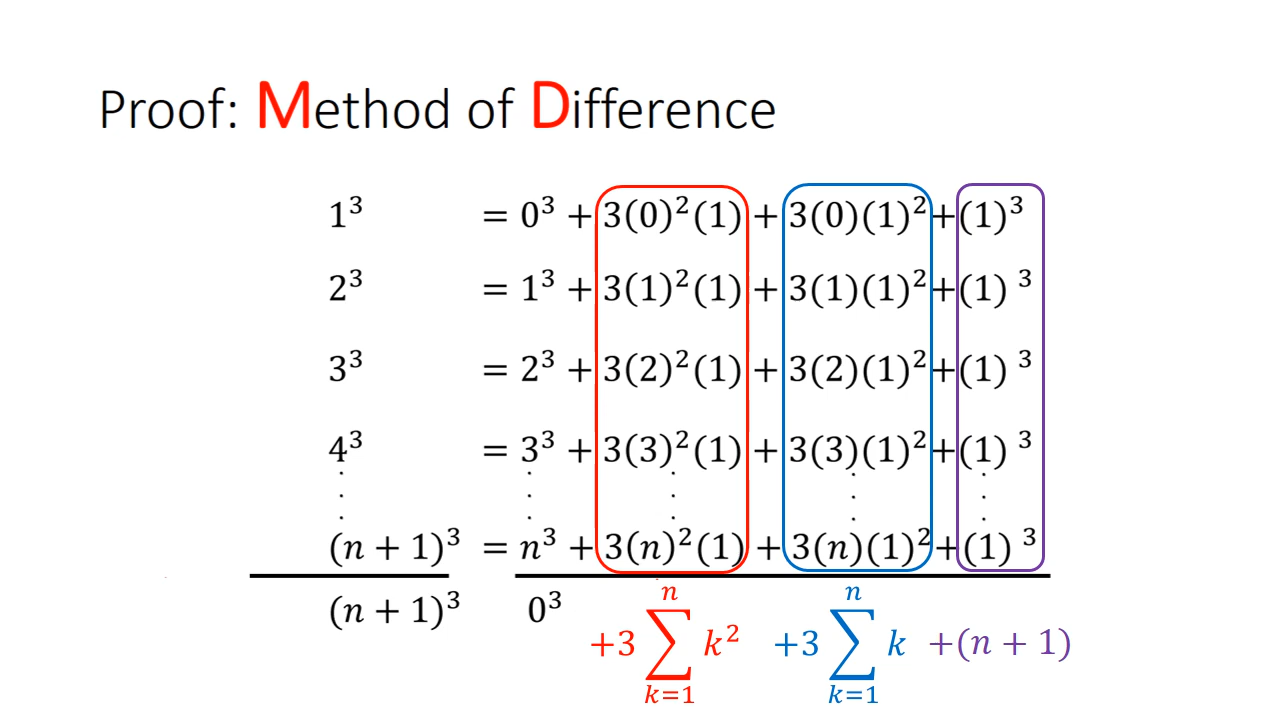 Proof: Method of Difference
1³ = 0³ + 3(0)²(1) + 3(0)(1)² +(1)³
2³ = 1³ + 3(1)²(1) + 3(1)(1)² +(1) ³
3³ = 2³ + 3(2)²(1) + 3(2)(1)² +(1) ³
4³ = 3³ + 3(3)²(1) + 3(3)(1)² +(1) ³
⋮ ⋮ ⋮ ⋮ ⋮
(n + 1)³ = n³ + 3(n)²(1) + 3(n)(1)² +(1) ³
(n + 1)³ 0³ +3 ∑_{k=1}^{n} k² +3 ∑_{k=1}^{n} k +(n + 1)